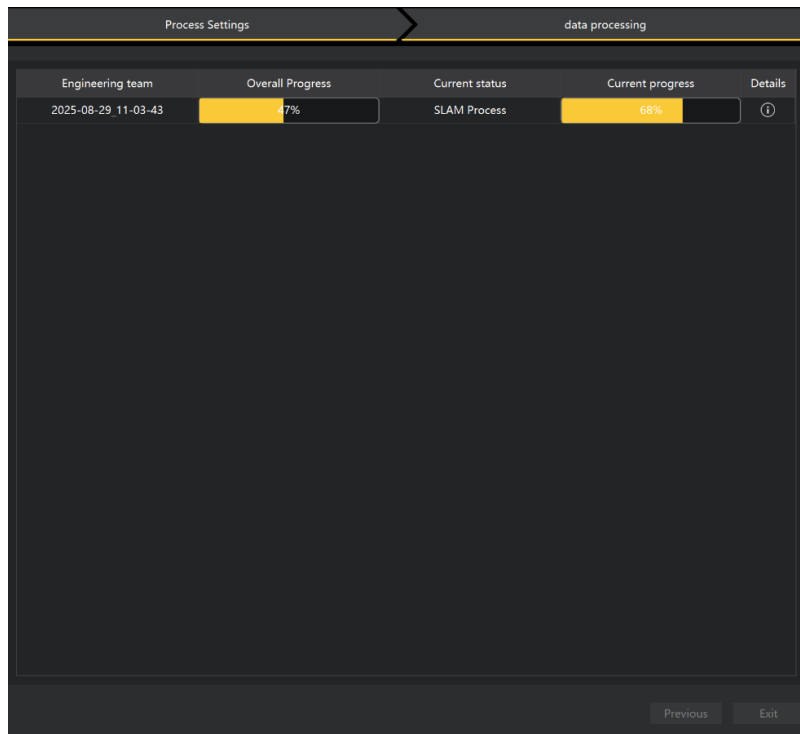 Process Settings
data processing
Engineering team Overall Progress Current status Current progress Details
2025-08-29_11-03-43 47% SLAM Process 68%
Previous Exit